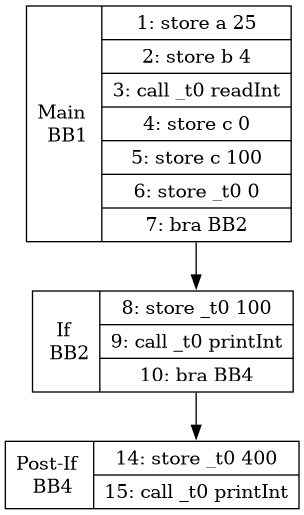 Main
BB1
1: store a 25
2: store b 4
3: call _t0 readInt
4: store c 0
5: store c 100
6: store _t0 0
7: bra BB2
If
BB2
8: store _t0 100
9: call _t0 printInt
10: bra BB4
Post-If
BB4
14: store _t0 400
15: call _t0 printInt